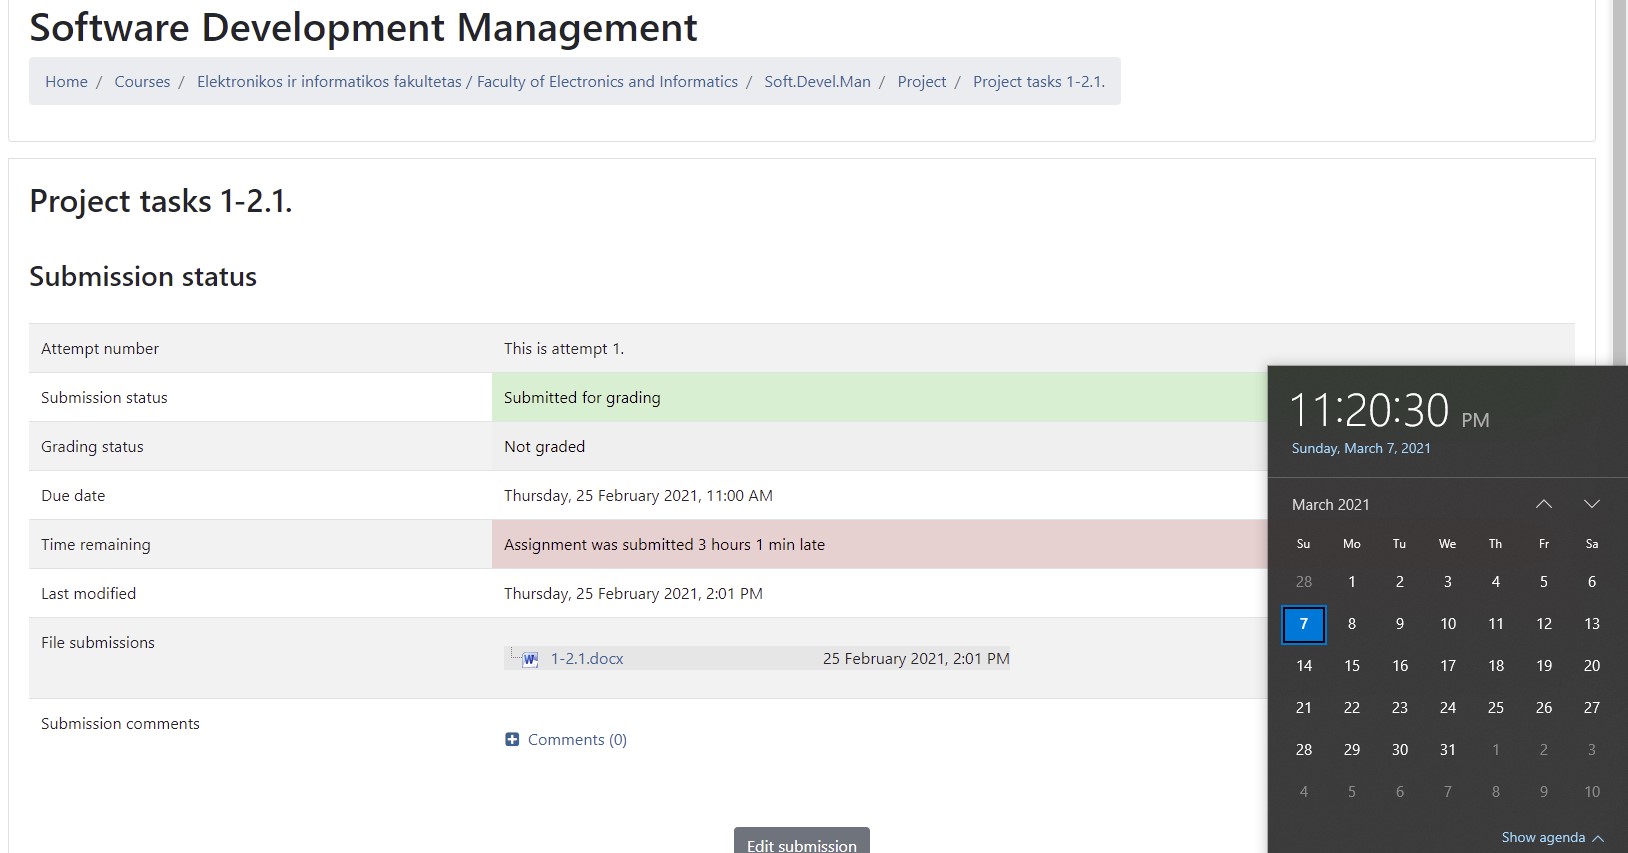 Software Development Management
Home / Courses / Elektronikos ir informatikos fakultetas / Faculty of Electronics and Informatics / Soft.Devel.Man / Project / Project tasks 1-2.1.
Project tasks 1-2.1.
Submission status
Attempt number This is attempt 1.
Submission status Submitted for grading
Grading status Not graded
Due date Thursday, 25 February 2021, 11:00 AM
Time remaining Assignment was submitted 3 hours 1 min late
Last modified Thursday, 25 February 2021, 2:01 PM
File submissions
1-2.1.docx 25 February 2021, 2:01 PM
Submission comments
Comments (0)
Edit submission
11:20:30 PM
Sunday, March 7, 2021
March 2021
Su Mo Tu We Th Fr Sa
28 1 2 3 4 5 6
7 8 9 10 11 12 13
14 15 16 17 18 19 20
21 22 23 24 25 26 27
28 29 30 31 1 2 3
4 5 6 7 8 9 10
Show agenda